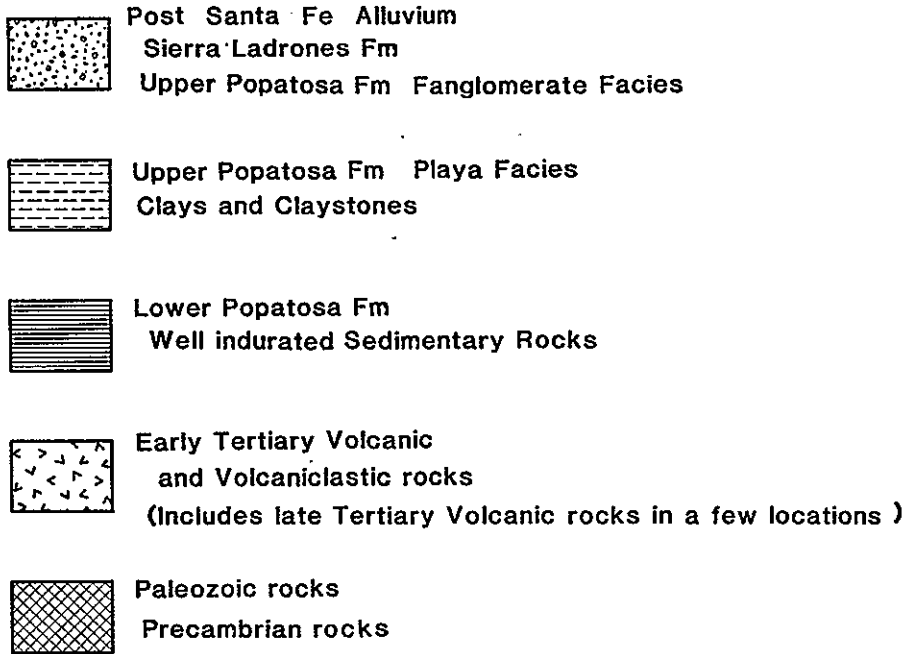 Post Santa Fe Alluvium
Sierra Ladrones Fm
Upper Popatosa Fm Fanglomerate Facies
Upper Popatosa Fm Playa Facies
Clays and Claystones
Lower Popatosa Fm
Well indurated Sedimentary Rocks
Early Tertiary Volcanic
and Volcaniclastic rocks
(Includes late Tertiary Volcanic rocks in a few locations )
Paleozoic rocks
Precambrian rocks